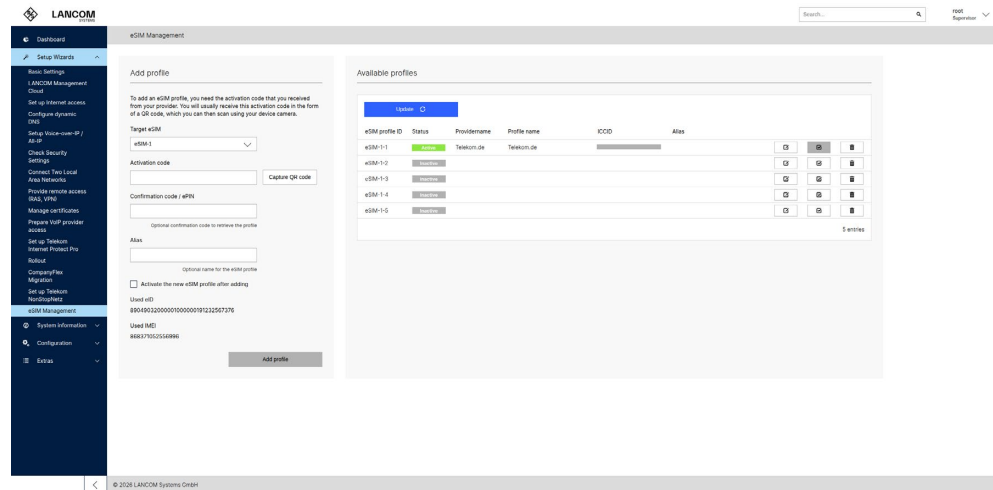 LANCOM
SYSTEMS
Search...
root
Supervisor
Dashboard
eSIM Management
Setup Wizards
Basic Settings
LANCOM Management
Cloud
Set up Internet access
Configure dynamic
DNS
Setup Voice-over-IP /
All-IP
Check Security
Settings
Connect Two Local
Area Networks
Provide remote access
(RAS, VPN)
Manage certificates
Prepare VoIP provider
access
Set up Telekom
Internet Protect Pro
Rollout
CompanyFlex
Migration
Set up Telekom
NonStopNetz
eSIM Management
System information
Configuration
Extras
Add profile
To add an eSIM profile, you need the activation code that you received
from your provider. You will usually receive this activation code in the form
of a QR code, which you can then scan using your device camera.
Target eSIM
eSIM-1
Activation code
Capture QR code
Confirmation code / ePIN
Optional confirmation code to retrieve the profile
Alias
Optional name for the eSIM profile
Activate the new eSIM profile after adding
Used eID
89049032000001000000191232567376
Used IMEI
868371052556996
Add profile
Available profiles
Update
eSIM profile ID Status Providername Profile name ICCID Alias
eSIM-1-1 Active Telekom.de Telekom.de
eSIM-1-2 Inactive
eSIM-1-3 Inactive
eSIM-1-4 Inactive
eSIM-1-5 Inactive
5 entries
© 2026 LANCOM Systems GmbH